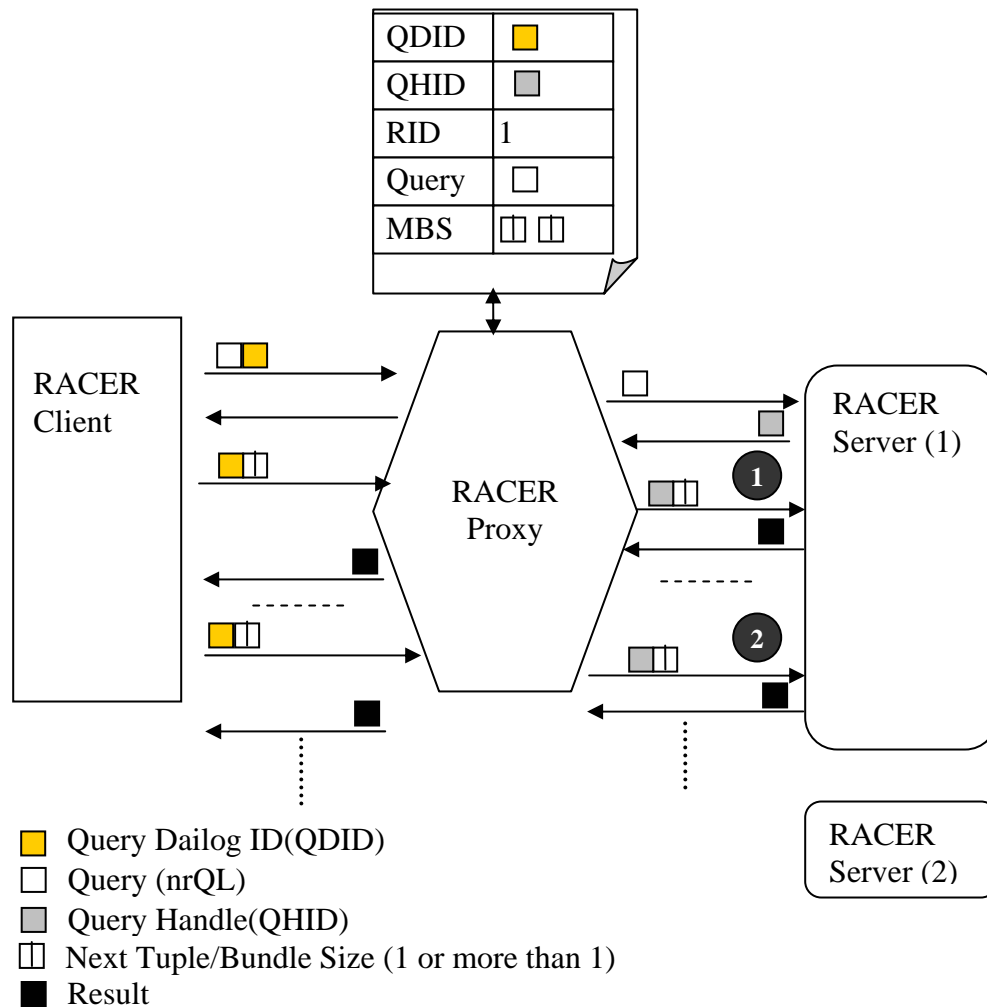 QDID
QHID
RID 1
Query
MBS
RACER
Client
RACER
Proxy
RACER
Server (1)
1
2
RACER
Server (2)
Query Dailog ID(QDID)
Query (nrQL)
Query Handle(QHID)
Next Tuple/Bundle Size (1 or more than 1)
Result